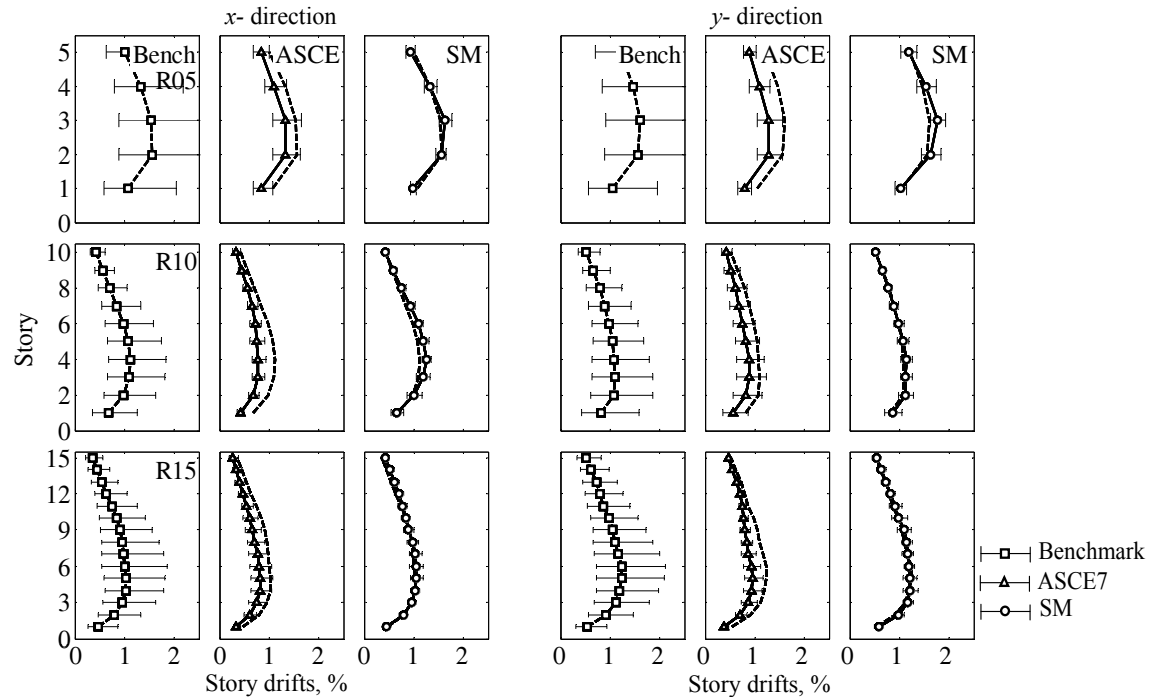 x- direction
y- direction
5
4
3
2
1
0
Bench
R05
ASCE
SM
Bench
ASCE
SM
10
8
6
4
2
0
R10
Story
15
12
9
6
3
0
R15
0 1 2
0 1 2
0 1 2
0 1 2
0 1 2
0 1 2
Story drifts, %
Story drifts, %
Benchmark
ASCE7
SM